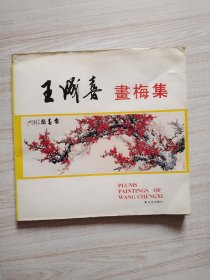 王成喜 畫梅集
PLUMS
PAINTINGS OF
WANG CHENGXI